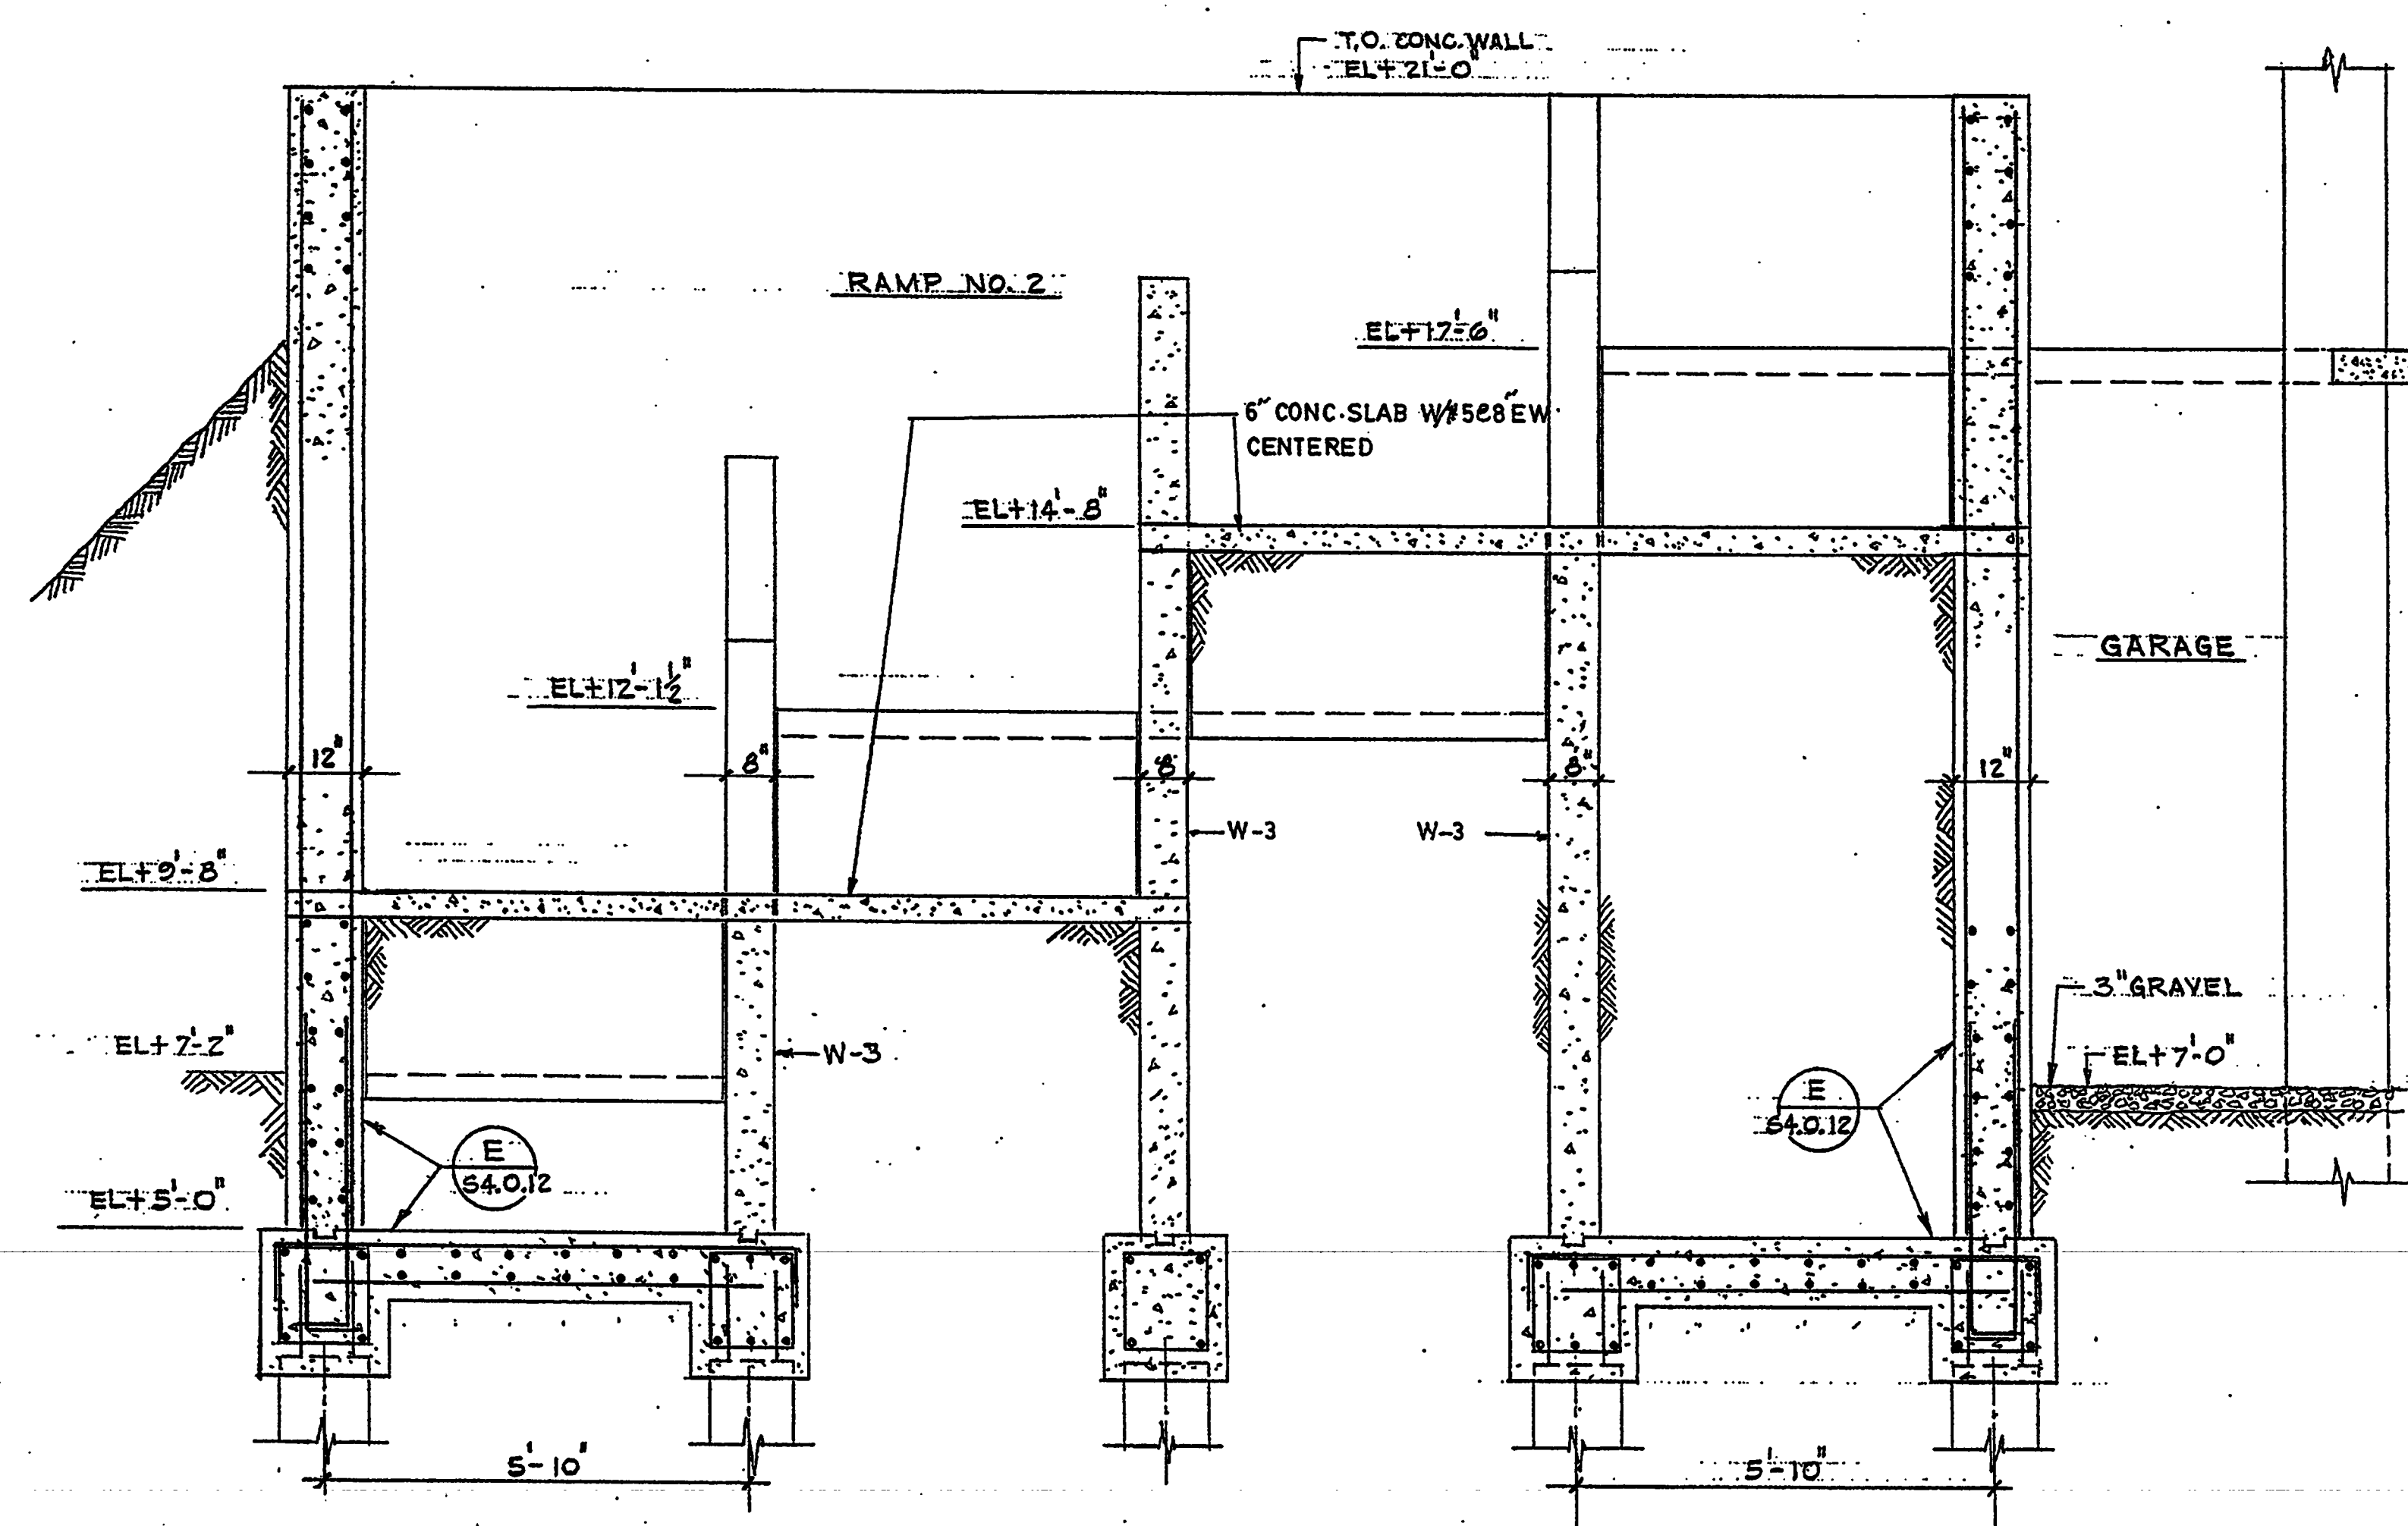 T.O. CONC. WALL
EL+21'-0"
RAMP NO. 2
EL+17'-6"
6" CONC. SLAB W/#5@8" EW
CENTERED
EL+14'-8"
GARAGE
EL+12'-1½"
12"
8"
8"
8"
12"
W-3
W-3
EL+9'-8"
3" GRAVEL
EL+7'-2"
W-3
EL+7'-0"
E
S4.0.12
E
S4.0.12
EL+5'-0"
5'-10"
5'-10"